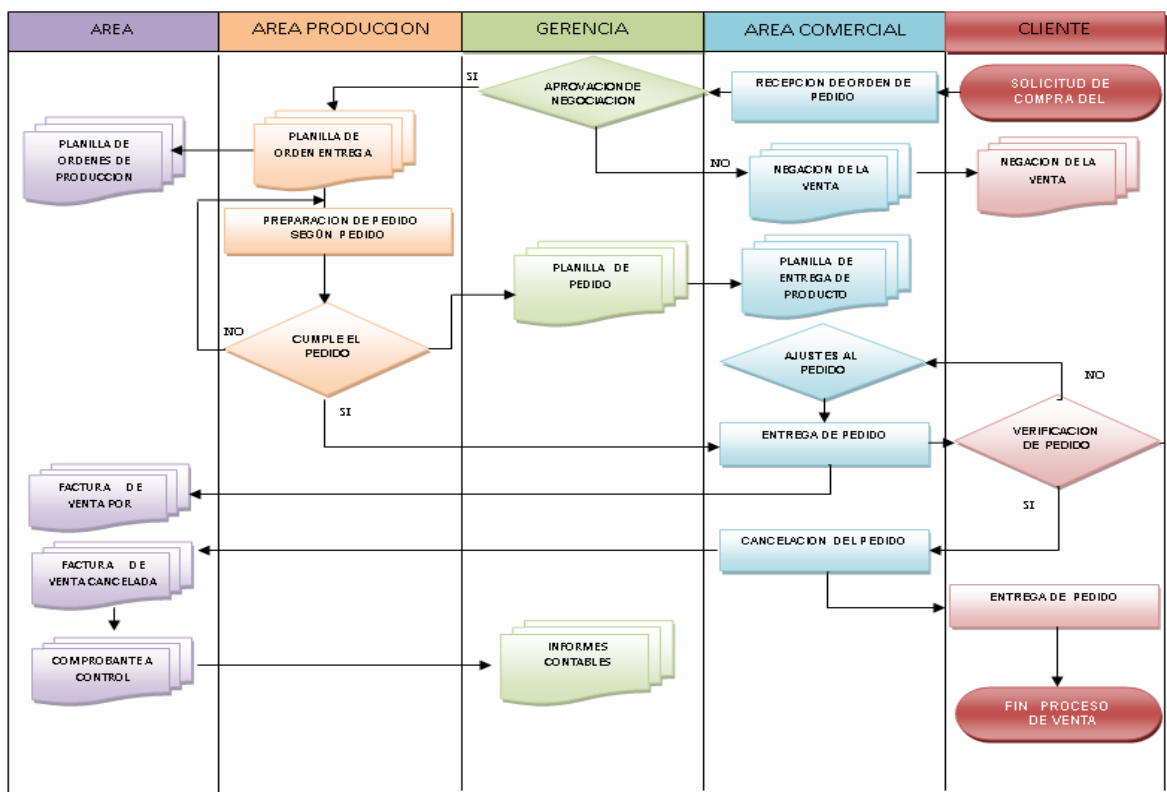 AREA
AREA PRODUCCION
GERENCIA
AREA COMERCIAL
CLIENTE
SI
APROVACION DE
NEGOCIACION
RECEPCION DE ORDEN DE
PEDIDO
SOLICITUD DE
COMPRA DEL
PLANILLA DE
ORDENES DE
PRODUCCION
PLANILLA DE
ORDEN ENTREGA
NO
NEGACION DE LA
VENTA
NEGACION DE LA
VENTA
PREPARACION DE PEDIDO
SEGÚN PEDIDO
PLANILLA DE
PEDIDO
PLANILLA DE
ENTREGA DE
PRODUCTO
NO
CUMPLE EL
PEDIDO
AJUSTES AL
PEDIDO
NO
SI
ENTREGA DE PEDIDO
VERIFICACION
DE PEDIDO
FACTURA DE
VENTA POR
SI
CANCELACION DEL PEDIDO
FACTURA DE
VENTA CANCELADA
ENTREGA DE PEDIDO
COMPROBANTE A
CONTROL
INFORMES
CONTABLES
FIN PROCESO
DE VENTA